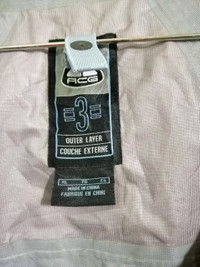 ACG
3
OUTER LAYER
COUCHE EXTERNE
MADE IN CHINA
FABRIQUÉ EN CHINE